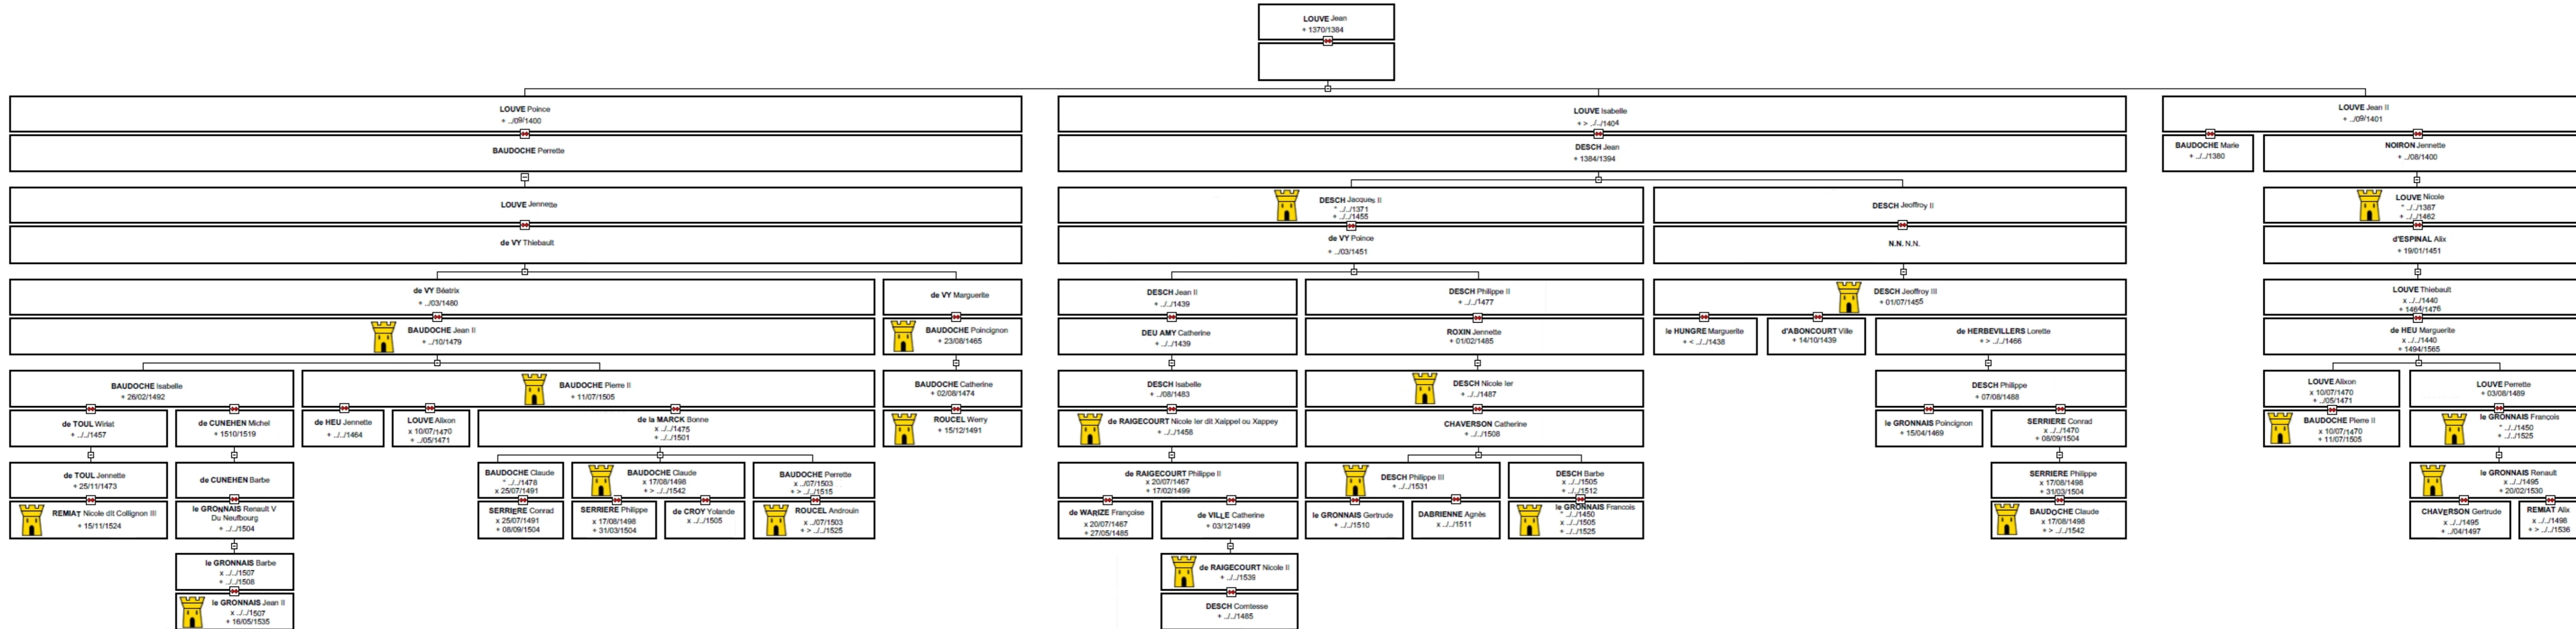 LOUVE Jean
+ 1370/1384
LOUVE Poince
+ ../09/1400
BAUDOCHE Perrette
LOUVE Isabelle
+ > ../../1404
DESCH Jean
+ 1384/1394
LOUVE Jean II
+ ../09/1401
BAUDOCHE Marie
+ ../../1380
NOIRON Jennette
+ ../08/1400
LOUVE Jennette
de VY Thiebault
DESCH Jacques II
* ../../1371
+ ../../1455
de VY Poince
+ ../03/1451
DESCH Jeoffroy II
N.N. N.N.
LOUVE Nicole
* ../../1387
+ ../../1462
d'ESPINAL Alix
+ 19/01/1451
de VY Béatrix
+ ../03/1480
BAUDOCHE Jean II
+ ../10/1479
de VY Marguerite
BAUDOCHE Poincignon
+ 23/08/1465
DESCH Jean II
+ ../../1439
DEU AMY Catherine
+ ../../1439
DESCH Philippe II
+ ../../1477
ROXIN Jennette
+ 01/02/1485
DESCH Jeoffroy III
+ 01/07/1455
le HUNGRE Marguerite
+ < ../../1438
d'ABONCOURT Ville
+ 14/10/1439
de HERBEVILLERS Lorette
+ > ../../1466
LOUVE Thiebault
x ../../1440
+ 1464/1476
de HEU Marguerite
x ../../1440
+ 1494/1565
BAUDOCHE Isabelle
+ 26/02/1492
de TOUL Wiriat
+ ../../1457
de CUNEHEN Michel
+ 1510/1519
BAUDOCHE Pierre II
+ 11/07/1505
de HEU Jennette
+ ../../1464
LOUVE Alixon
x 10/07/1470
+ ../05/1471
de la MARCK Bonne
x ../../1475
+ ../../1501
BAUDOCHE Catherine
+ 02/08/1474
ROUCEL Werry
+ 15/12/1491
DESCH Isabelle
+ ../08/1483
de RAIGECOURT Nicole Ier dit Xaippel ou Xappey
+ ../../1458
DESCH Nicole Ier
+ ../../1487
CHAVERSON Catherine
+ ../../1508
DESCH Philippe
+ 07/08/1488
le GRONNAIS Poincignon
+ 15/04/1469
SERRIERE Conrad
x ../../1470
+ 08/09/1504
LOUVE Alixon
x 10/07/1470
+ ../05/1471
BAUDOCHE Pierre II
x 10/07/1470
+ 11/07/1505
LOUVE Perrette
+ 03/08/1489
le GRONNAIS François
* ../../1450
+ ../../1525
de TOUL Jennette
+ 25/11/1473
REMIAT Nicole dit Collignon III
+ 15/11/1524
de CUNEHEN Barbe
le GRONNAIS Renault V
Du Neufbourg
+ ../../1504
BAUDOCHE Claude
* ../../1478
x 25/07/1491
SERRIERE Conrad
x 25/07/1491
+ 08/09/1504
BAUDOCHE Claude
x 17/08/1498
+ > ../../1542
SERRIERE Philippe
x 17/08/1498
+ 31/03/1504
de CROY Yolande
x ../../1505
BAUDOCHE Perrette
x ../07/1503
+ > ../../1515
ROUCEL Androuin
x ../07/1503
+ > ../../1525
de RAIGECOURT Philippe II
x 20/07/1467
+ 17/02/1499
de WARIZE Françoise
x 20/07/1467
+ 27/05/1485
de VILLE Catherine
+ 03/12/1499
DESCH Philippe III
+ ../../1531
le GRONNAIS Gertrude
+ ../../1510
DABRIENNE Agnès
x ../../1511
DESCH Barbe
x ../../1505
+ ../../1512
le GRONNAIS Francois
* ../../1450
x ../../1505
+ ../../1525
SERRIERE Philippe
x 17/08/1498
+ 31/03/1504
BAUDOCHE Claude
x 17/08/1498
+ > ../../1542
le GRONNAIS Renault
x ../../1495
+ 20/02/1530
CHAVERSON Gertrude
x ../../1495
+ ../04/1497
REMIAT Alix
x ../../1498
+ > ../../1536
le GRONNAIS Barbe
x ../../1507
+ ../../1508
le GRONNAIS Jean II
x ../../1507
+ 16/05/1535
de RAIGECOURT Nicole II
+ ../../1539
DESCH Comtesse
+ ../../1485